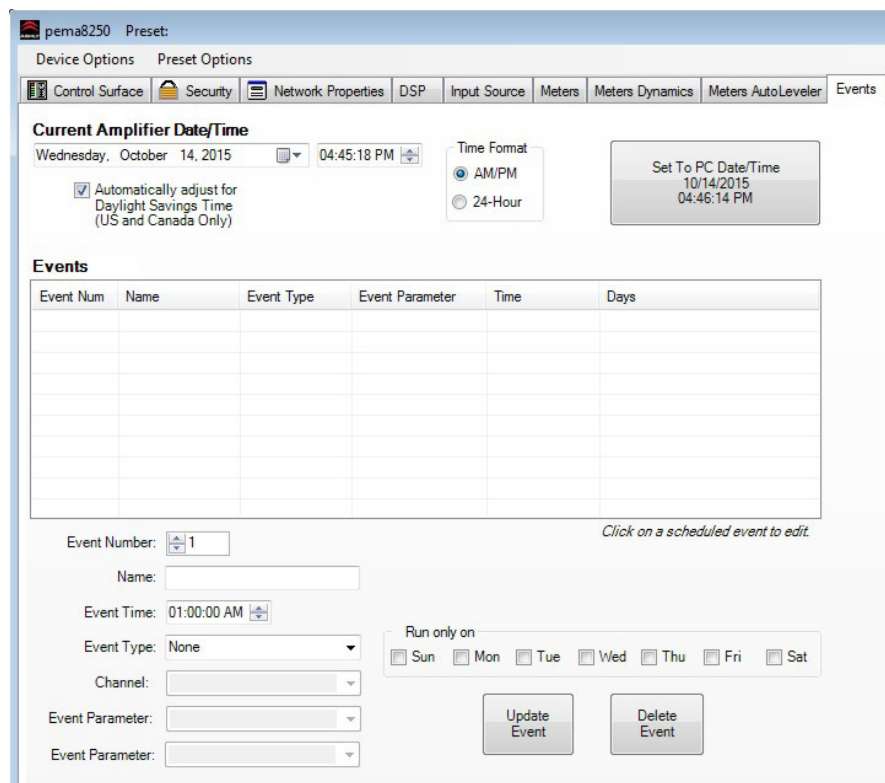 pema8250 Preset:
Device Options Preset Options
Control Surface Security Network Properties DSP Input Source Meters Meters Dynamics Meters AutoLeveler Events
Current Amplifier Date/Time
Wednesday, October 14, 2015 04:45:18 PM
Automatically adjust for
Daylight Savings Time
(US and Canada Only)
Time Format
AM/PM
24-Hour
Set To PC Date/Time
10/14/2015
04:46:14 PM
Events
Event Num Name Event Type Event Parameter Time Days
Click on a scheduled event to edit.
Event Number: 1
Name:
Event Time: 01:00:00 AM
Event Type: None
Channel:
Event Parameter:
Event Parameter:
Run only on
Sun Mon Tue Wed Thu Fri Sat
Update
Event
Delete
Event